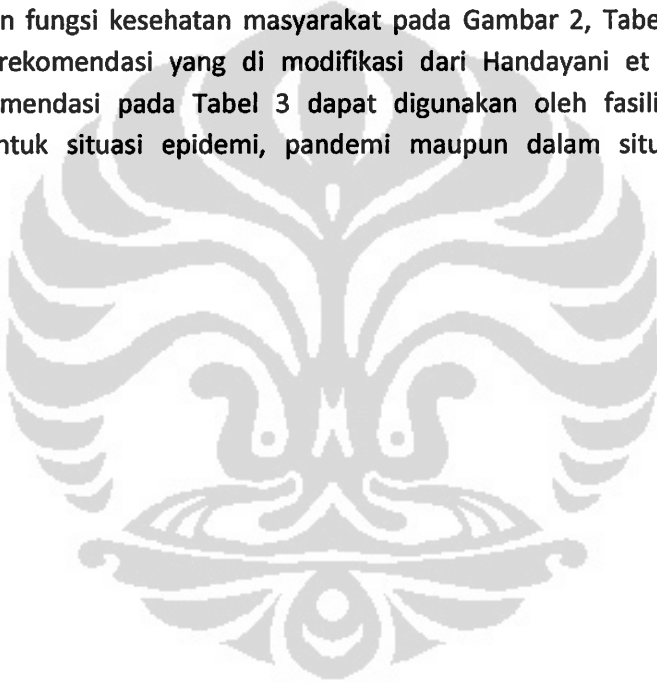 n fungsi kesehatan masyarakat pada Gambar 2, Tabe
rekomendasi yang di modifikasi dari Handayani et
mendasi pada Tabel 3 dapat digunakan oleh fasili
ntuk situasi epidemi, pandemi maupun dalam situ